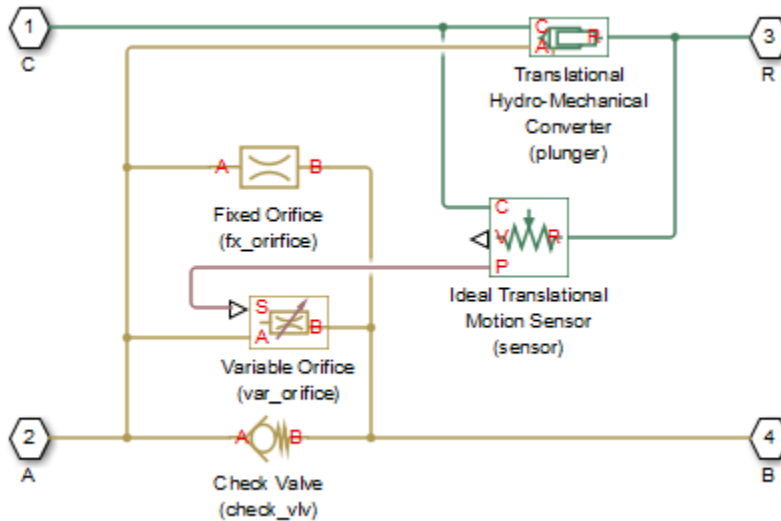 1
C
C
A
R
Translational
Hydro-Mechanical
Converter
(plunger)
3
R
A
B
Fixed Orifice
(fx_orirfice)
C
V
R
P
Ideal Translational
Motion Sensor
(sensor)
S
A
B
Variable Orifice
(var_orifice)
2
A
A
B
Check Valve
(check_vlv)
4
B